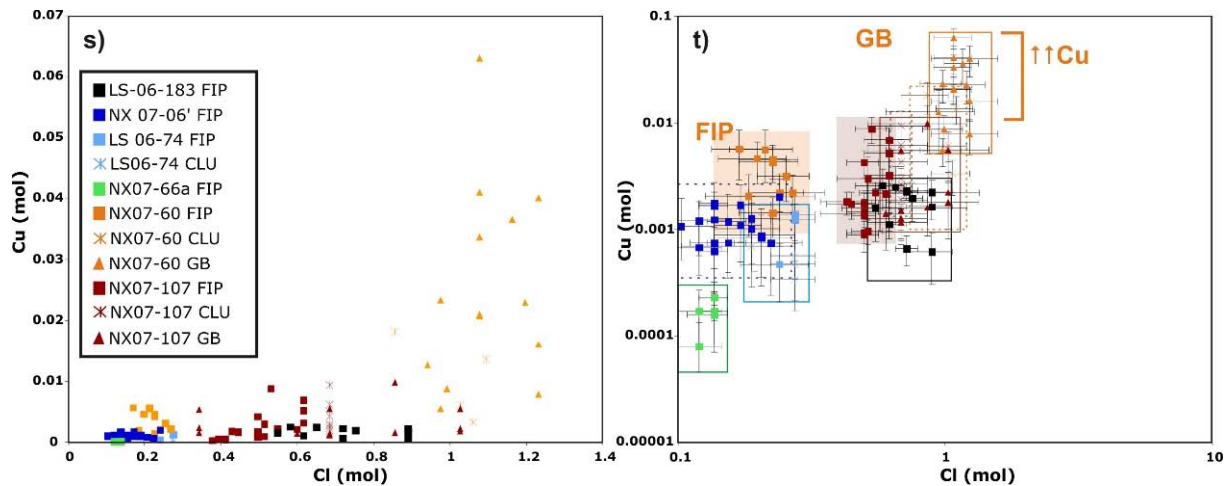 s)
Cu (mol)
0.07
0.06
0.05
0.04
0.03
0.02
0.01
0
LS-06-183 FIP
NX 07-06' FIP
LS 06-74 FIP
LS06-74 CLU
NX07-66a FIP
NX07-60 FIP
NX07-60 CLU
NX07-60 GB
NX07-107 FIP
NX07-107 CLU
NX07-107 GB
0 0.2 0.4 0.6 0.8 1 1.2 1.4
Cl (mol)
t)
Cu (mol)
0.1
0.01
0.001
0.0001
0.00001
GB
↑↑Cu
FIP
0.1 1 10
Cl (mol)